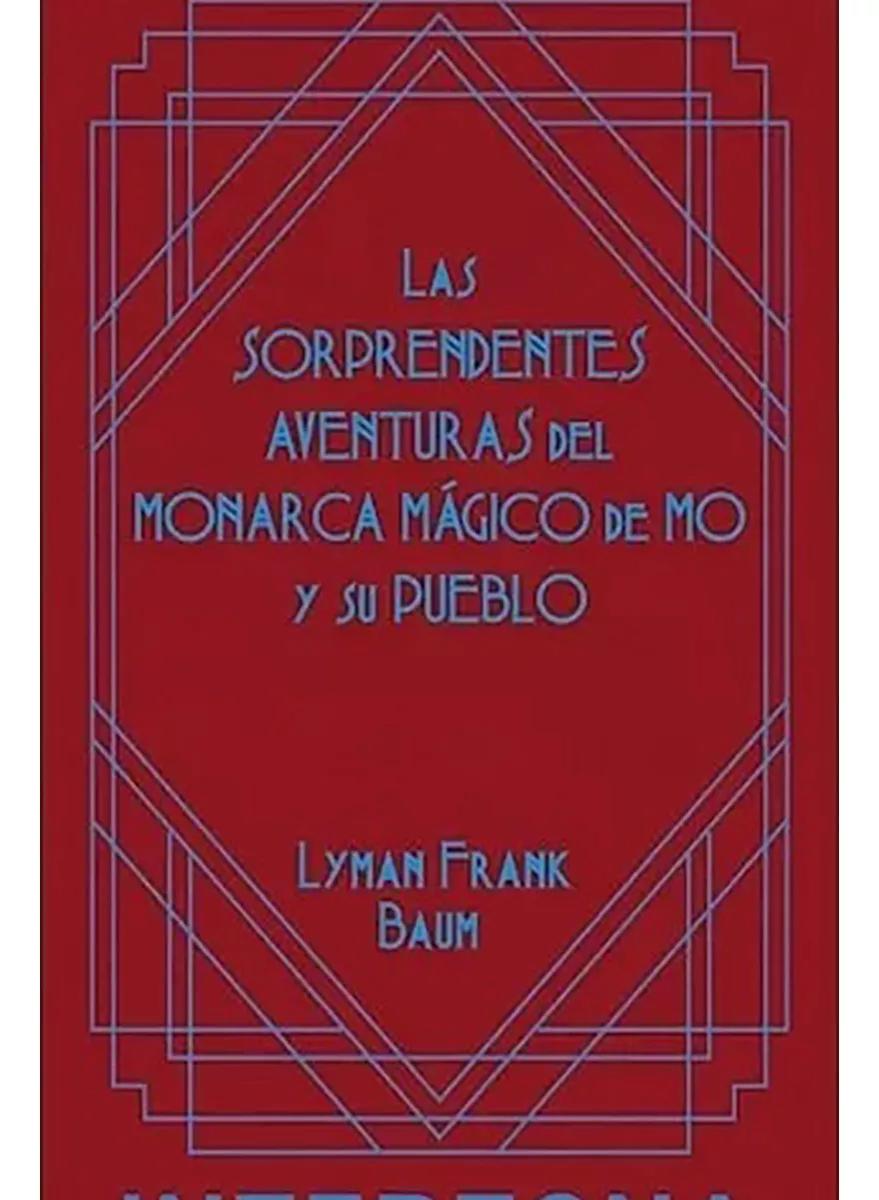 LAS
SORPRENDENTES
AVENTURAS DEL
MONARCA MÁGICO DE MO
Y SU PUEBLO
LYMAN FRANK
BAUM